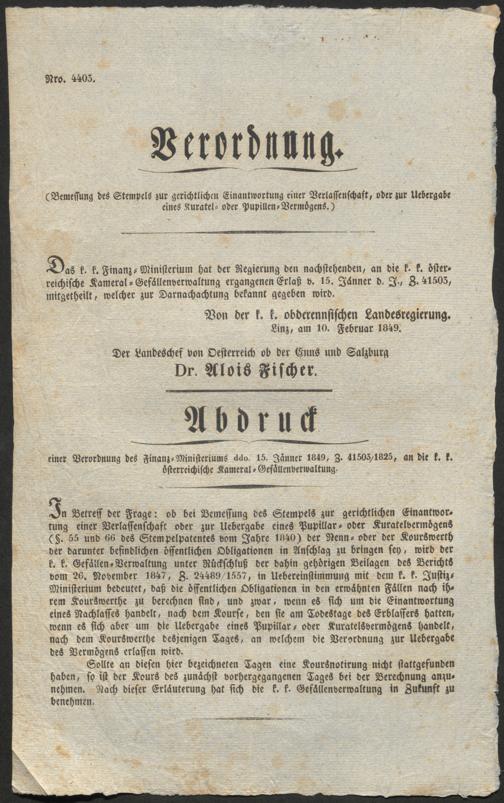 Nro. 4403.
Verordnung.
(Bemessung des Stempels zur gerichtlichen Einantwortung einer Verlassenschaft, oder zur Uebergabe
eines Kuratel- oder Pupillen-Vermögens.)
Das k. k. Finanz-Ministerium hat der Regierung den nachstehenden, an die k. k. öster-
reichische Kameral-Gefällenverwaltung ergangenen Erlaß v. 15. Jänner d. J., Z. 41503,
mitgetheilt, welcher zur Darnachachtung bekannt gegeben wird.
Von der k. k. obderennsischen Landesregierung.
Linz, am 10. Februar 1849.
Der Landeschef von Oesterreich ob der Enns und Salzburg
Dr. Alois Fischer.
Abdruck
einer Verordnung des Finanz-Ministeriums ddo. 15. Jänner 1849, Z. 41503/1825, an die k. k.
österreichische Kameral-Gefällenverwaltung.
In Betreff der Frage: ob bei Bemessung des Stempels zur gerichtlichen Einantwor-
tung einer Verlassenschaft oder zur Uebergabe eines Pupillar- oder Kuratelvermögens
(§. 55 und 66 des Stempelpatentes vom Jahre 1840) der Nenn- oder der Kourswerth
der darunter befindlichen öffentlichen Obligationen in Anschlag zu bringen sey, wird der
k. k. Gefällen-Verwaltung unter Rückschluß der dahin gehörigen Beilagen des Berichts
vom 26. November 1847, Z. 24489/1557, in Uebereinstimmung mit dem k. k. Justiz-
Ministerium bedeutet, daß die öffentlichen Obligationen in den erwähnten Fällen nach ih-
rem Kourswerthe zu berechnen sind, und zwar, wenn es sich um die Einantwortung
eines Nachlasses handelt, nach dem Kourse, den sie am Todestage des Erblassers hatten,
wenn es sich aber um die Uebergabe eines Pupillar- oder Kuratelvermögens handelt,
nach dem Kourswerthe desjenigen Tages, an welchem die Verordnung zur Uebergabe
des Vermögens erlassen wird.
Sollte an diesen hier bezeichneten Tagen eine Koursnotirung nicht stattgefunden
haben, so ist der Kours des zunächst vorhergegangenen Tages bei der Berechnung anzu-
nehmen. Nach dieser Erläuterung hat sich die k. k. Gefällenverwaltung in Zukunft zu
benehmen.